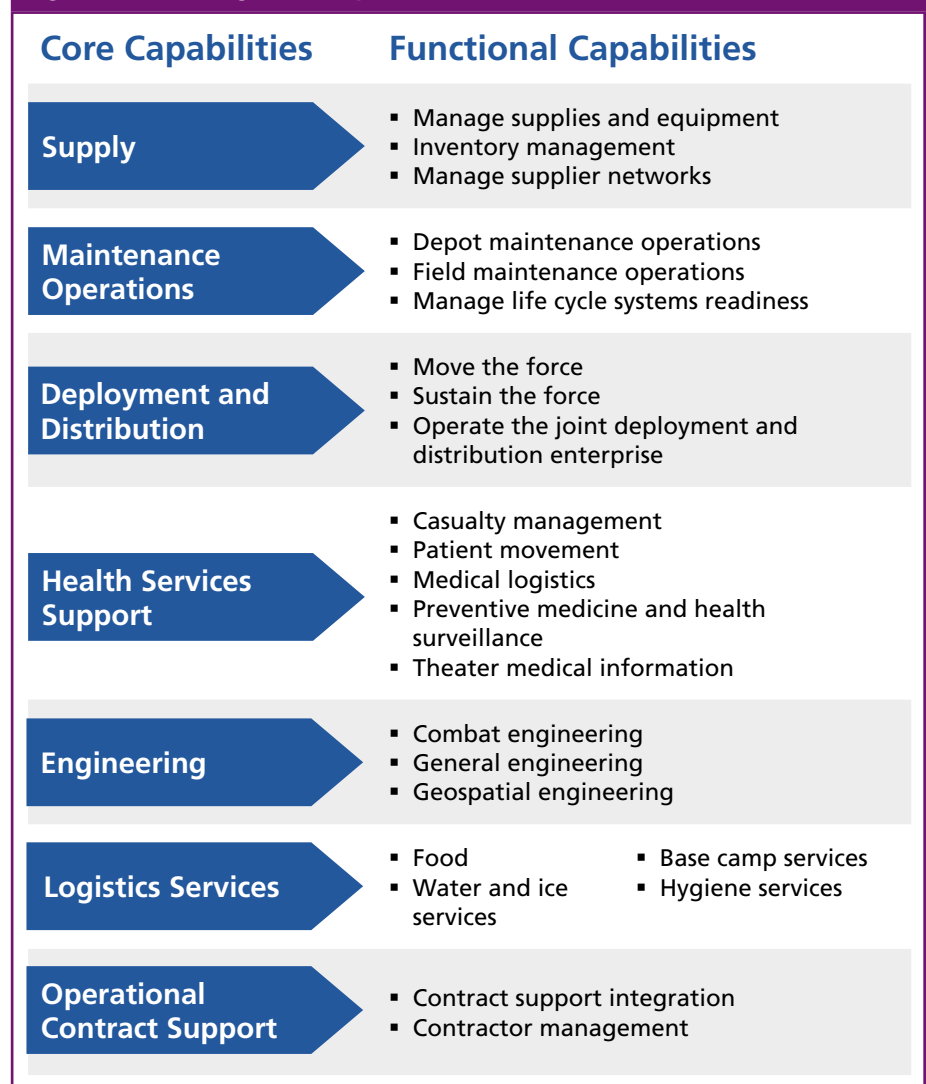 Core Capabilities
Functional Capabilities
Supply
▪ Manage supplies and equipment
▪ Inventory management
▪ Manage supplier networks
Maintenance
Operations
▪ Depot maintenance operations
▪ Field maintenance operations
▪ Manage life cycle systems readiness
Deployment and
Distribution
▪ Move the force
▪ Sustain the force
▪ Operate the joint deployment and
distribution enterprise
Health Services
Support
▪ Casualty management
▪ Patient movement
▪ Medical logistics
▪ Preventive medicine and health
surveillance
▪ Theater medical information
Engineering
▪ Combat engineering
▪ General engineering
▪ Geospatial engineering
Logistics Services
▪ Food
▪ Water and ice
services
▪ Base camp services
▪ Hygiene services
Operational
Contract Support
▪ Contract support integration
▪ Contractor management